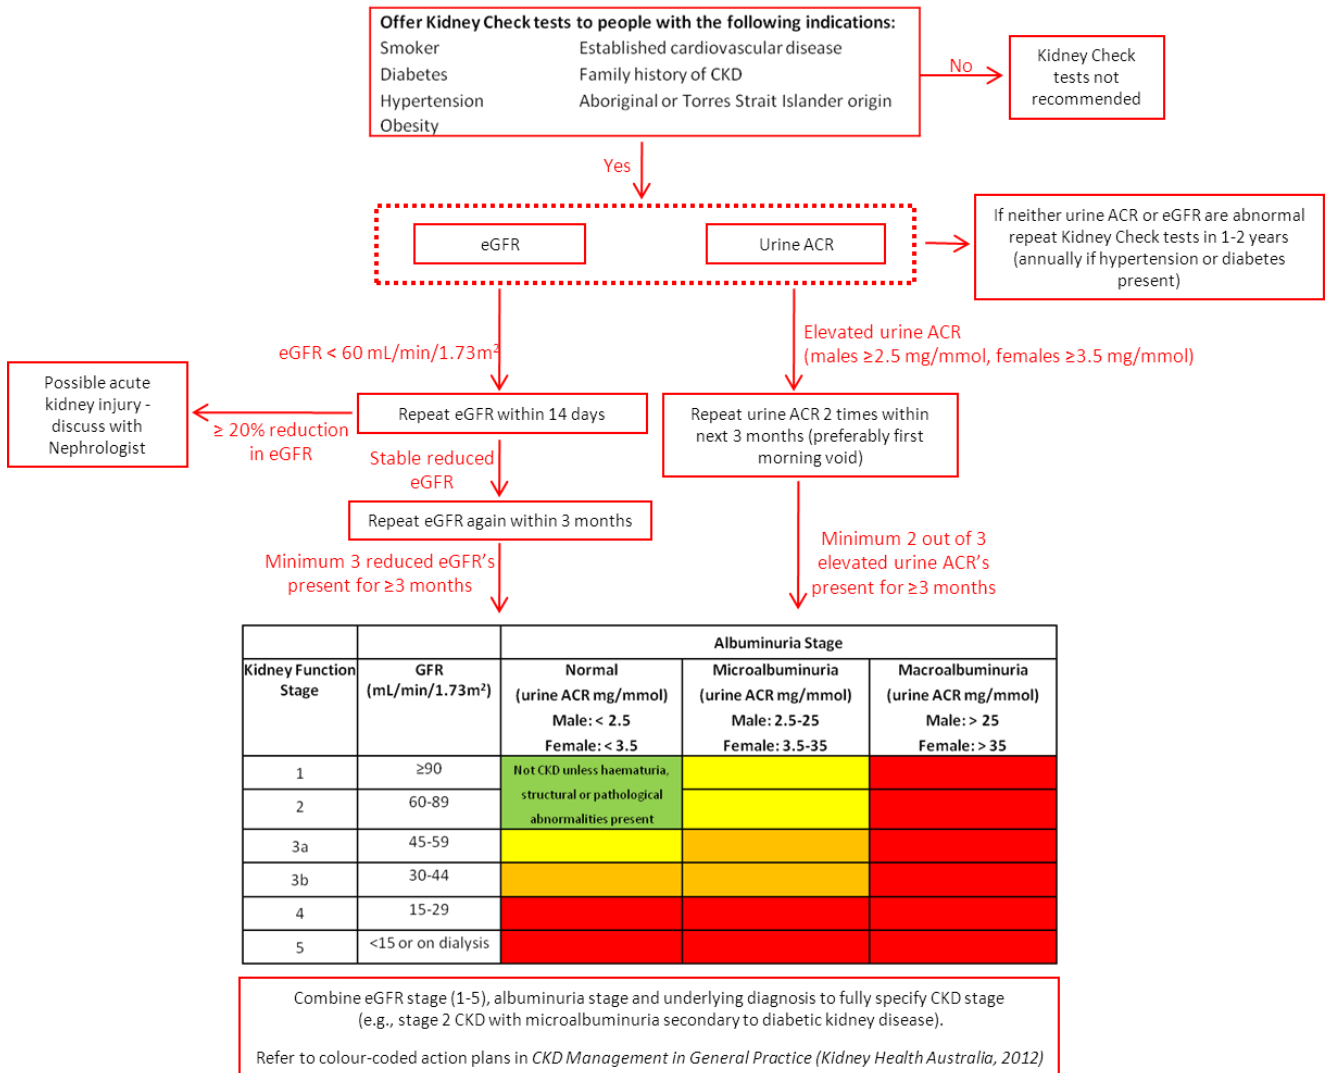 Offer Kidney Check tests to people with the following indications:
Smoker Established cardiovascular disease
Diabetes Family history of CKD
Hypertension Aboriginal or Torres Strait Islander origin
Obesity
No
Kidney Check
tests not
recommended
Yes
eGFR
Urine ACR
If neither urine ACR or eGFR are abnormal
repeat Kidney Check tests in 1-2 years
(annually if hypertension or diabetes
present)
eGFR < 60 mL/min/1.73m²
Elevated urine ACR
(males ≥2.5 mg/mmol, females ≥3.5 mg/mmol)
Possible acute
kidney injury -
discuss with
Nephrologist
≥ 20% reduction
in eGFR
Repeat eGFR within 14 days
Repeat urine ACR 2 times within
next 3 months (preferably first
morning void)
Stable reduced
eGFR
Repeat eGFR again within 3 months
Minimum 3 reduced eGFR's
present for ≥3 months
Minimum 2 out of 3
elevated urine ACR's
present for ≥3 months
Albuminuria Stage
Kidney Function
Stage
GFR
(mL/min/1.73m²)
Normal
(urine ACR mg/mmol)
Male: < 2.5
Female: < 3.5
Microalbuminuria
(urine ACR mg/mmol)
Male: 2.5-25
Female: 3.5-35
Macroalbuminuria
(urine ACR mg/mmol)
Male: > 25
Female: > 35
1 ≥90
2 60-89
Not CKD unless haematuria,
structural or pathological
abnormalities present
3a 45-59
3b 30-44
4 15-29
5 <15 or on dialysis
Combine eGFR stage (1-5), albuminuria stage and underlying diagnosis to fully specify CKD stage
(e.g., stage 2 CKD with microalbuminuria secondary to diabetic kidney disease).
Refer to colour-coded action plans in CKD Management in General Practice (Kidney Health Australia, 2012)